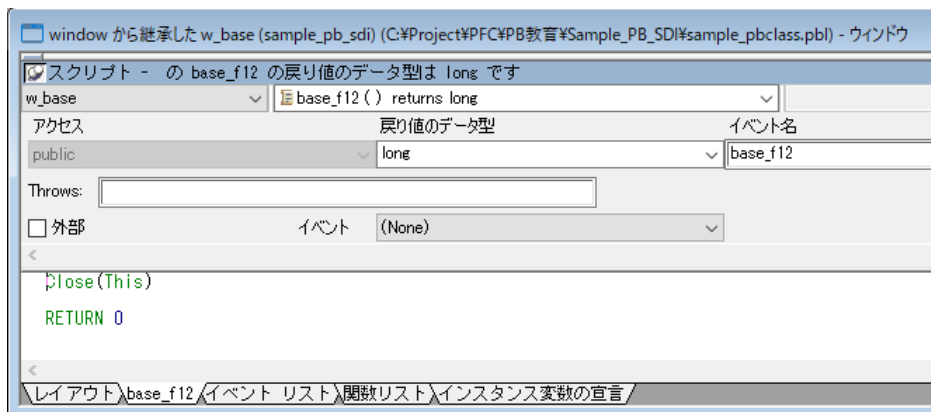 window から継承した w_base (sample_pb_sdi) (C:¥Project¥PFC¥PB教育¥Sample_PB_SDI¥sample_pbclass.pbl) - ウィンドウ
スクリプト - の base_f12 の戻り値のデータ型は long です
w_base base_f12 ( ) returns long
アクセス 戻り値のデータ型 イベント名
public long base_f12
Throws:
外部 イベント (None)
Close(This)
RETURN 0
レイアウト base_f12 イベント リスト 関数リスト インスタンス変数の宣言